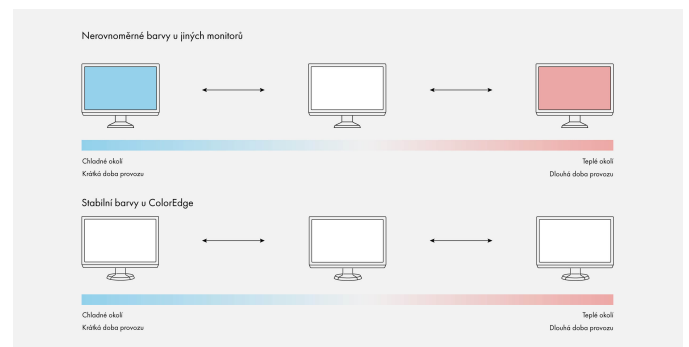 Nerovnoměrné barvy u jiných monitorů
Chladné okolí
Teplé okolí
Krátká doba provozu
Dlouhá doba provozu
Stabilní barvy u ColorEdge
Chladné okolí
Teplé okolí
Krátká doba provozu
Dlouhá doba provozu